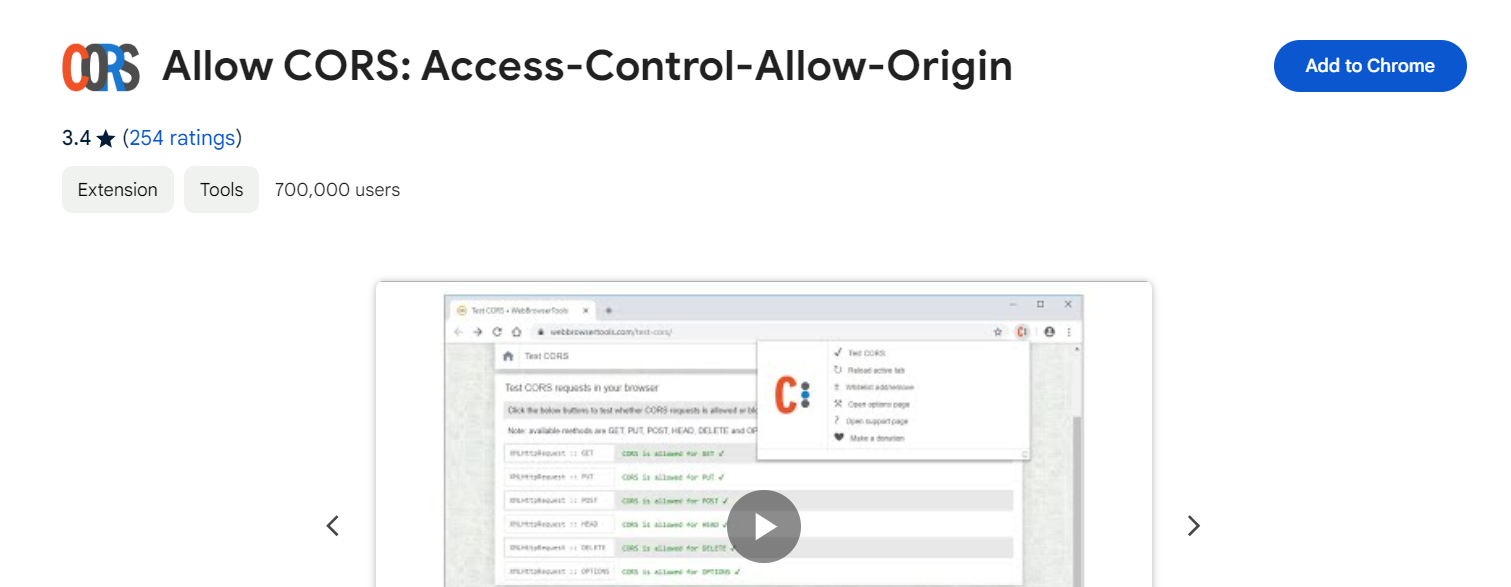 CORS Allow CORS: Access-Control-Allow-Origin
Add to Chrome
3.4 ★ (254 ratings)
Extension Tools 700,000 users
Test CORS • WebBrowserTools
webbrowsertools.com/test-cors/
Test CORS
Test CORS requests in your browser
Click the below buttons to test whether CORS requests is allowed or
Note: available methods are GET, PUT, POST, HEAD, DELETE and OP
XMLHttpRequest :: GET CORS is allowed for GET ✓
XMLHttpRequest :: PUT CORS is allowed for PUT ✓
XMLHttpRequest :: POST CORS is allowed for POST ✓
XMLHttpRequest :: HEAD CORS is allowed for HEAD ✓
XMLHttpRequest :: DELETE CORS is allowed for DELETE ✓
XMLHttpRequest :: OPTIONS CORS is allowed for OPTIONS ✓
C
Test CORS
Reload active tab
Whitelist add/remove
Open options page
? Open support page
Make a donation